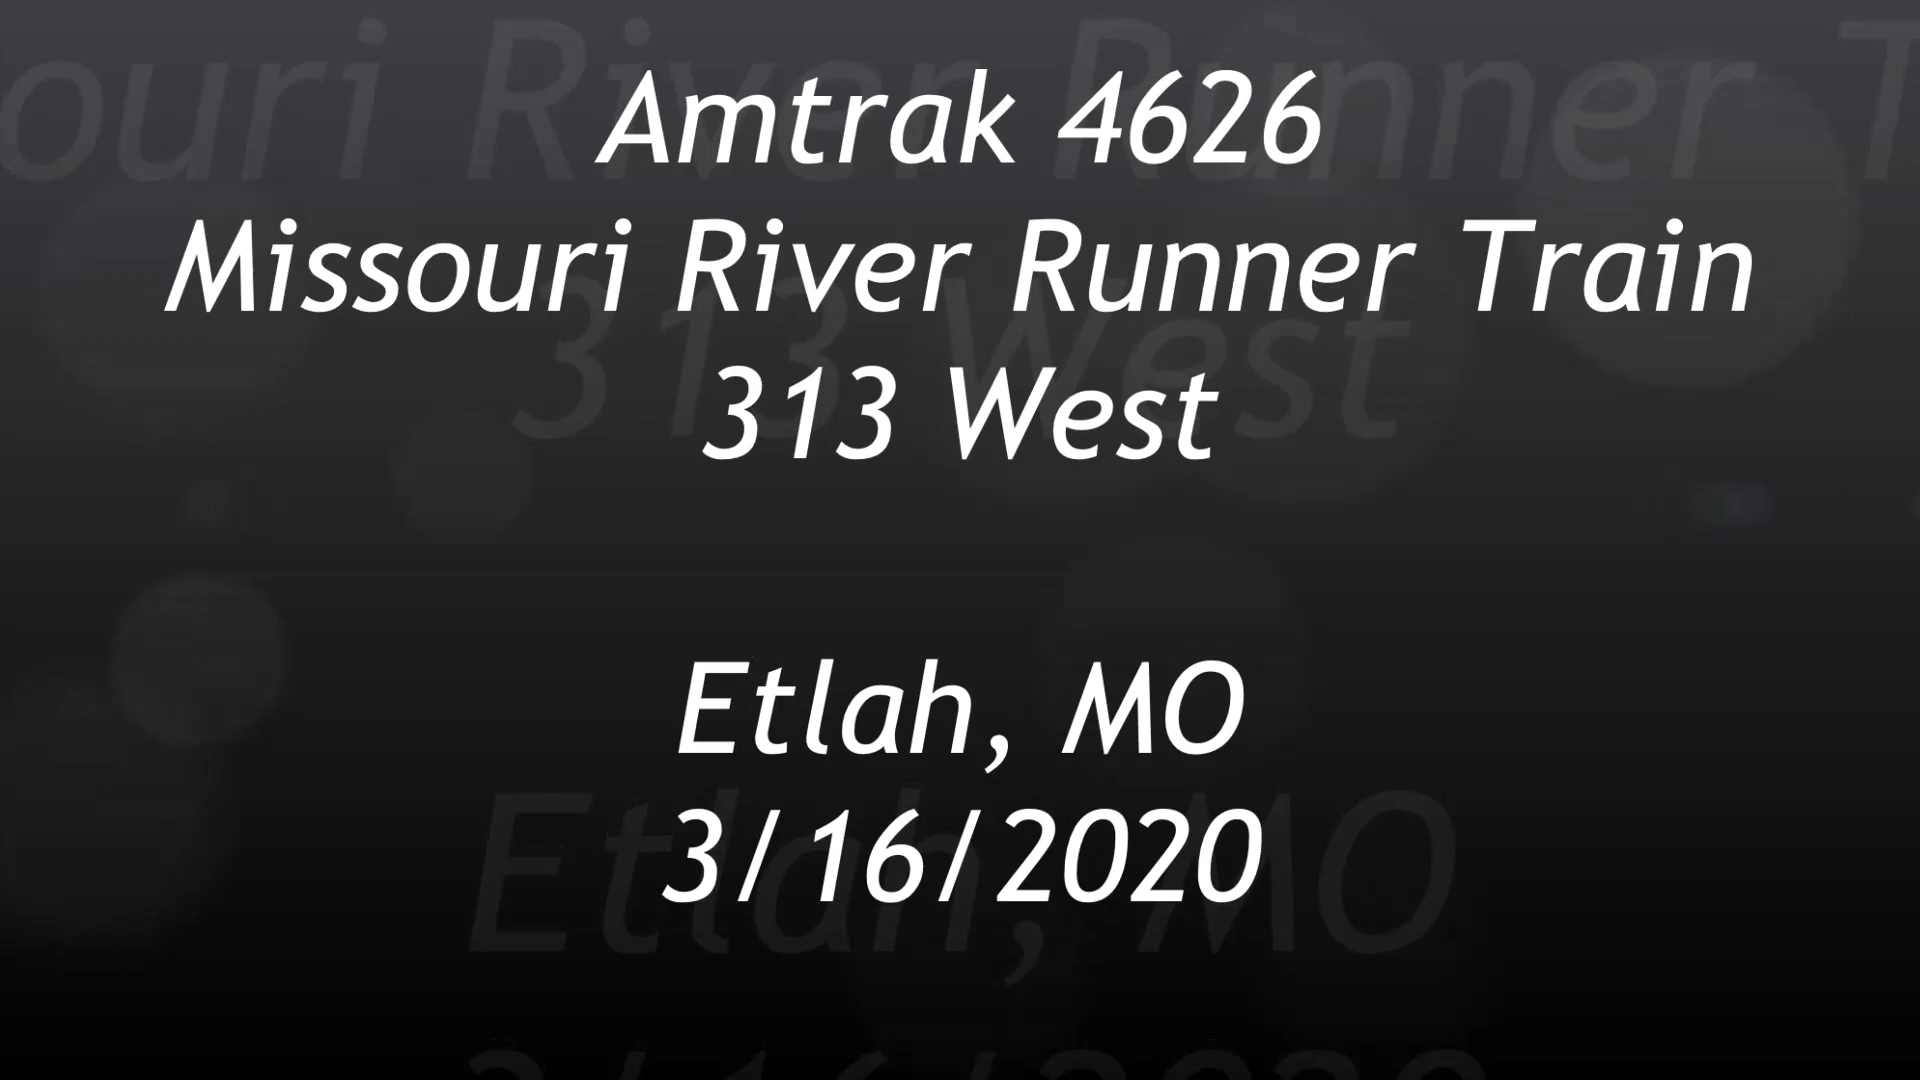 Amtrak 4626
Missouri River Runner Train
313 West
Etlah, MO
3/16/2020